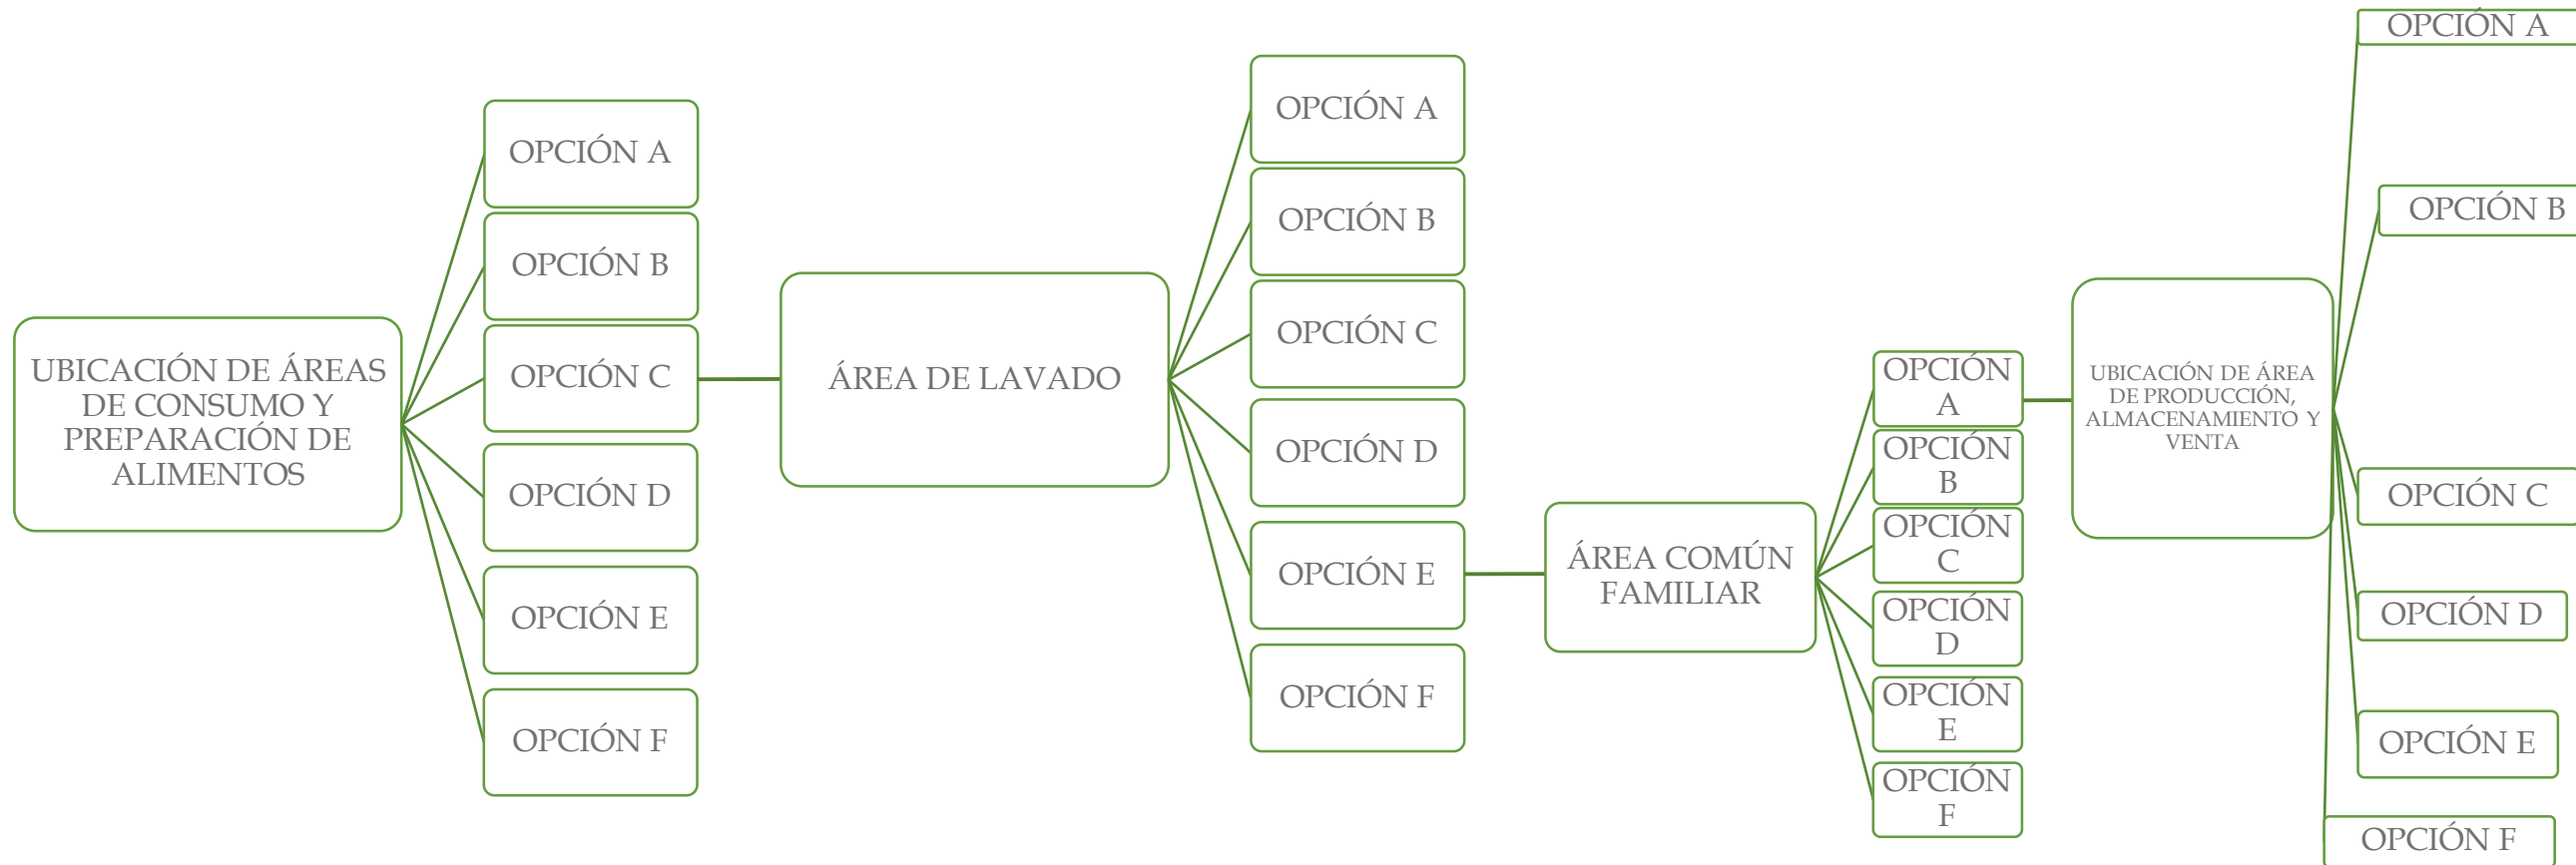 UBICACIÓN DE ÁREAS
DE CONSUMO Y
PREPARACIÓN DE
ALIMENTOS
OPCIÓN A
OPCIÓN B
OPCIÓN C
OPCIÓN D
OPCIÓN E
OPCIÓN F
ÁREA DE LAVADO
OPCIÓN A
OPCIÓN B
OPCIÓN C
OPCIÓN D
OPCIÓN E
OPCIÓN F
ÁREA COMÚN
FAMILIAR
OPCIÓN
A
OPCIÓN
B
OPCIÓN
C
OPCIÓN
D
OPCIÓN
E
OPCIÓN
F
UBICACIÓN DE ÁREA
DE PRODUCCIÓN,
ALMACENAMIENTO Y
VENTA
OPCIÓN A
OPCIÓN B
OPCIÓN C
OPCIÓN D
OPCIÓN E
OPCIÓN F